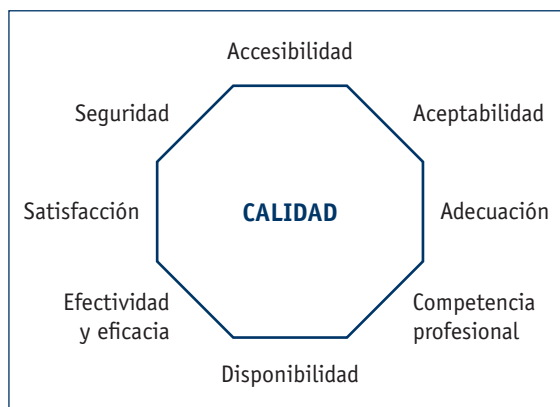 Accesibilidad
Seguridad
Aceptabilidad
Satisfacción
CALIDAD
Adecuación
Efectividad
y eficacia
Competencia
profesional
Disponibilidad